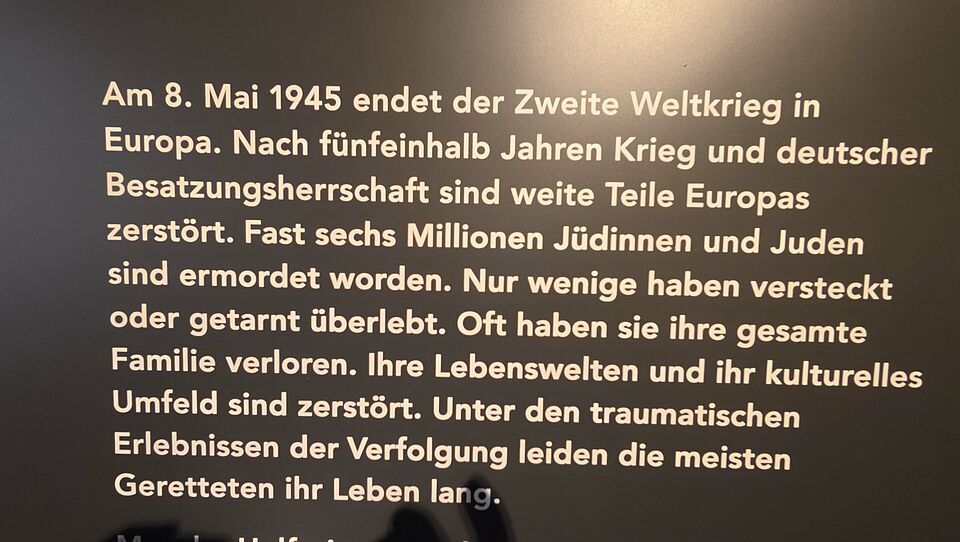 Am 8. Mai 1945 endet der Zweite Weltkrieg in
Europa. Nach fünfeinhalb Jahren Krieg und deutscher
Besatzungsherrschaft sind weite Teile Europas
zerstört. Fast sechs Millionen Jüdinnen und Juden
sind ermordet worden. Nur wenige haben versteckt
oder getarnt überlebt. Oft haben sie ihre gesamte
Familie verloren. Ihre Lebenswelten und ihr kulturelles
Umfeld sind zerstört. Unter den traumatischen
Erlebnissen der Verfolgung leiden die meisten
Geretteten ihr Leben lang.